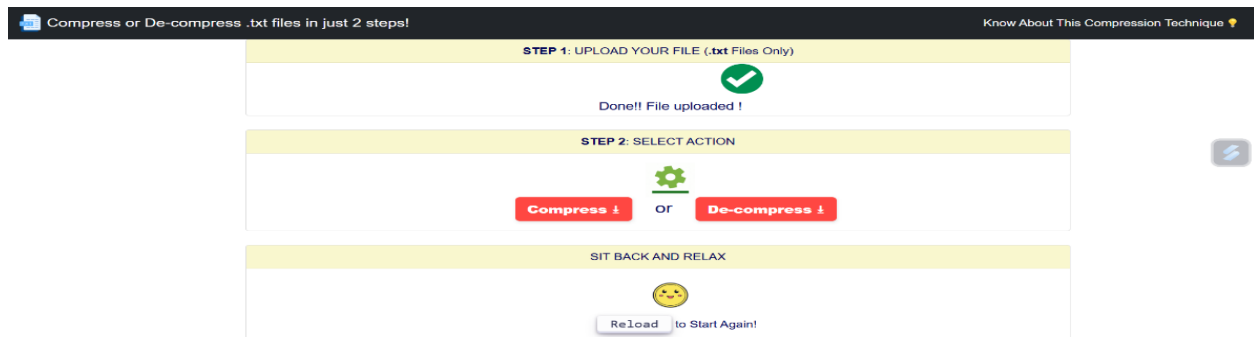 Compress or De-compress .txt files in just 2 steps!
Know About This Compression Technique
STEP 1: UPLOAD YOUR FILE (.txt Files Only)
Done!! File uploaded !
STEP 2: SELECT ACTION
Compress or De-compress
SIT BACK AND RELAX
Reload to Start Again!